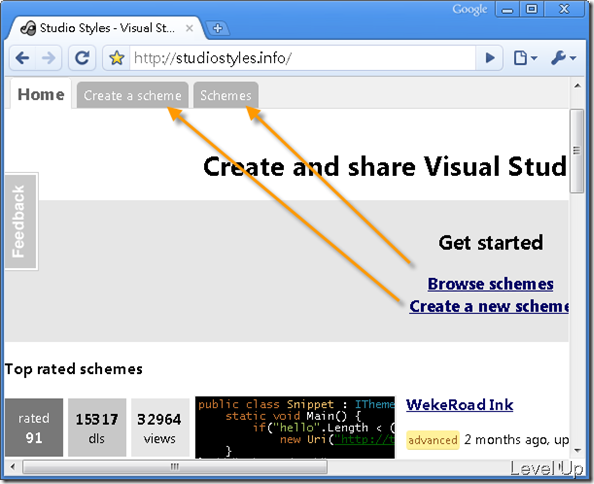 Google
Studio Styles - Visual St...
http://studiostyles.info/
Home
Create a scheme
Schemes
Create and share Visual Stud
Feedback
Get started
Browse schemes
Create a new scheme
Top rated schemes
rated 91
15317 dls
32964 views
public class Snippet : ITheme
static void Main() {
if("hello".Length < (
new Uri("http://t
}
WekeRoad Ink
advanced 2 months ago, up
Level Up